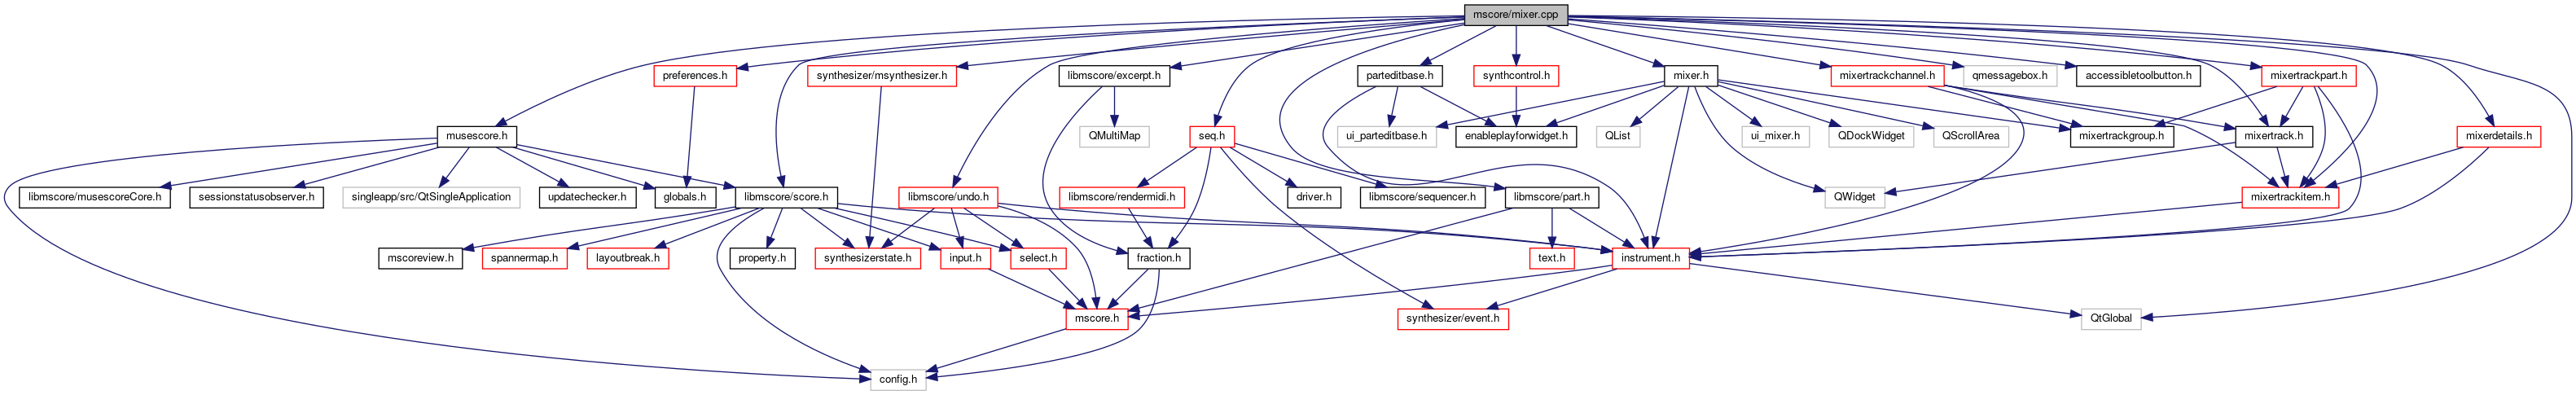 mscore/mixer.cpp
preferences.h
synthesizer/msynthesizer.h
libmscore/excerpt.h
parteditbase.h
synthcontrol.h
mixer.h
mixertrackchannel.h
qmessagebox.h
accessibletoolbutton.h
mixertrackpart.h
musescore.h
QMultiMap
seq.h
ui_parteditbase.h
enableplayforwidget.h
QList
ui_mixer.h
QDockWidget
QScrollArea
mixertrackgroup.h
mixertrack.h
mixerdetails.h
libmscore/musescoreCore.h
sessionstatusobserver.h
singleapp/src/QtSingleApplication
updatechecker.h
globals.h
libmscore/score.h
libmscore/undo.h
libmscore/rendermidi.h
driver.h
libmscore/sequencer.h
libmscore/part.h
QWidget
mixertrackitem.h
mscoreview.h
spannermap.h
layoutbreak.h
property.h
synthesizerstate.h
input.h
select.h
fraction.h
text.h
instrument.h
mscore.h
synthesizer/event.h
QtGlobal
config.h